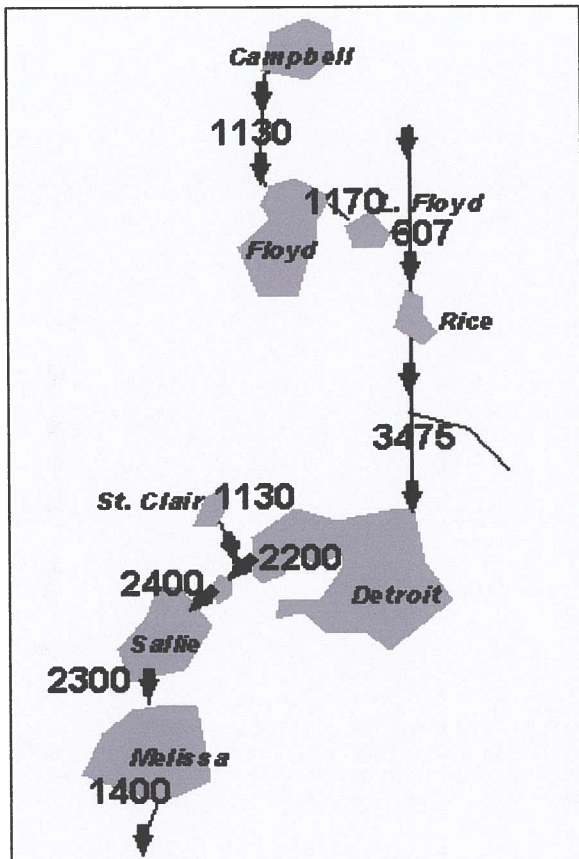 Campbell
1130
1170 L. Floyd
607
Floyd
Rice
3475
St. Clair 1130
2200
2400
Detroit
Sallie
2300
Melissa
1400